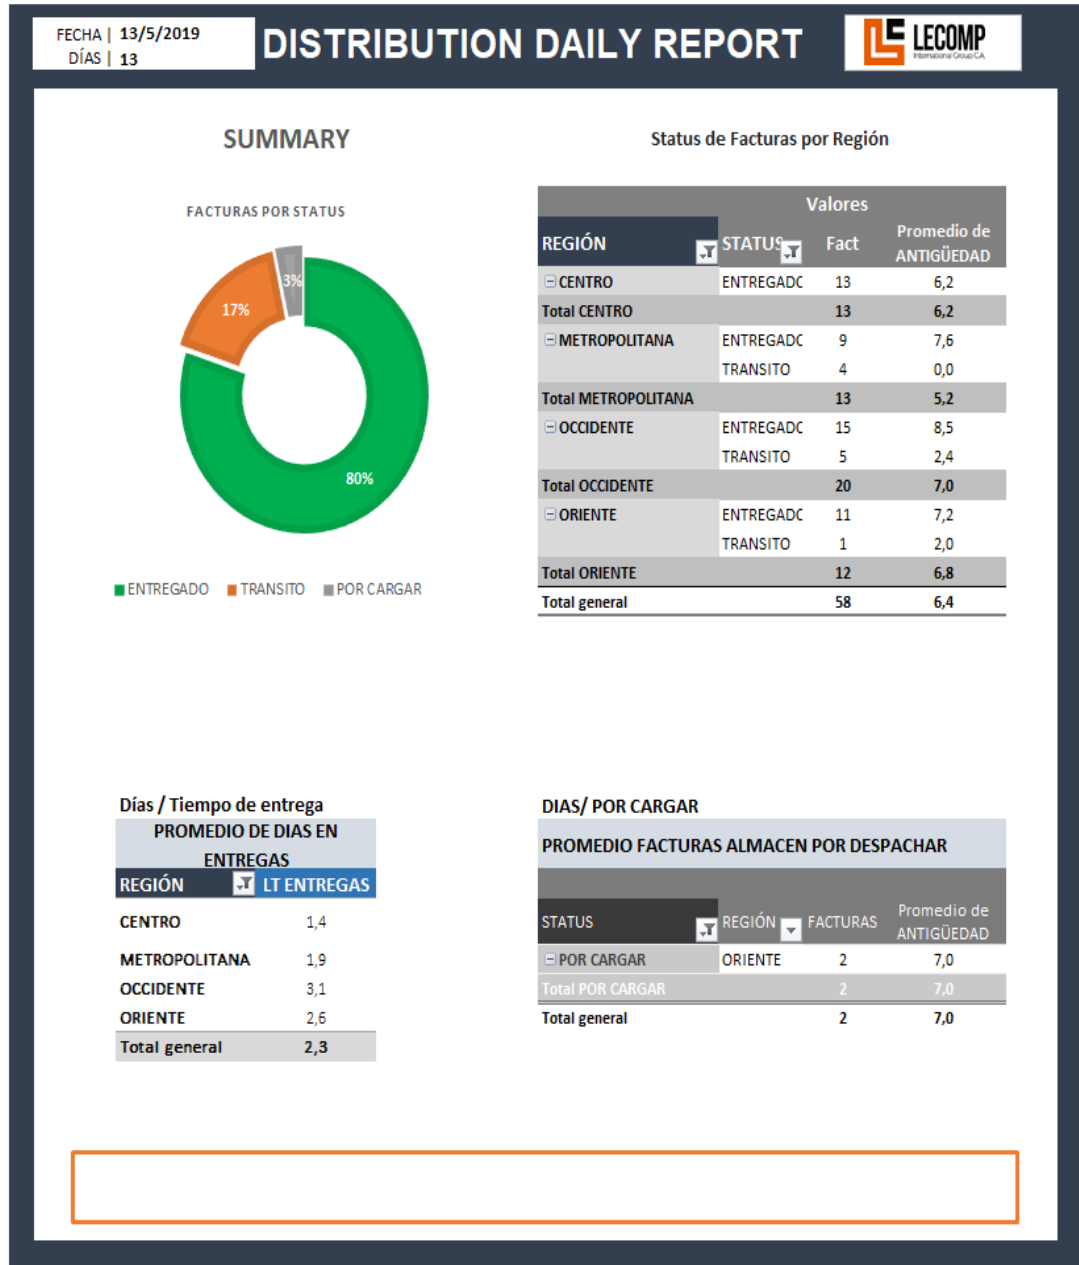 FECHA | 13/5/2019
DÍAS | 13
DISTRIBUTION DAILY REPORT
LECOMP
International Group C.A.
SUMMARY
FACTURAS POR STATUS
3%
17%
80%
ENTREGADO TRANSITO POR CARGAR
Status de Facturas por Región
Valores
REGIÓN STATUS Fact Promedio de ANTIGÜEDAD
CENTRO ENTREGADO 13 6,2
Total CENTRO 13 6,2
METROPOLITANA ENTREGADO 9 7,6
TRANSITO 4 0,0
Total METROPOLITANA 13 5,2
OCCIDENTE ENTREGADO 15 8,5
TRANSITO 5 2,4
Total OCCIDENTE 20 7,0
ORIENTE ENTREGADO 11 7,2
TRANSITO 1 2,0
Total ORIENTE 12 6,8
Total general 58 6,4
Días / Tiempo de entrega
PROMEDIO DE DIAS EN
ENTREGAS
REGIÓN LT ENTREGAS
CENTRO 1,4
METROPOLITANA 1,9
OCCIDENTE 3,1
ORIENTE 2,6
Total general 2,3
DIAS/ POR CARGAR
PROMEDIO FACTURAS ALMACEN POR DESPACHAR
STATUS REGIÓN FACTURAS Promedio de ANTIGÜEDAD
POR CARGAR ORIENTE 2 7,0
Total POR CARGAR 2 7,0
Total general 2 7,0